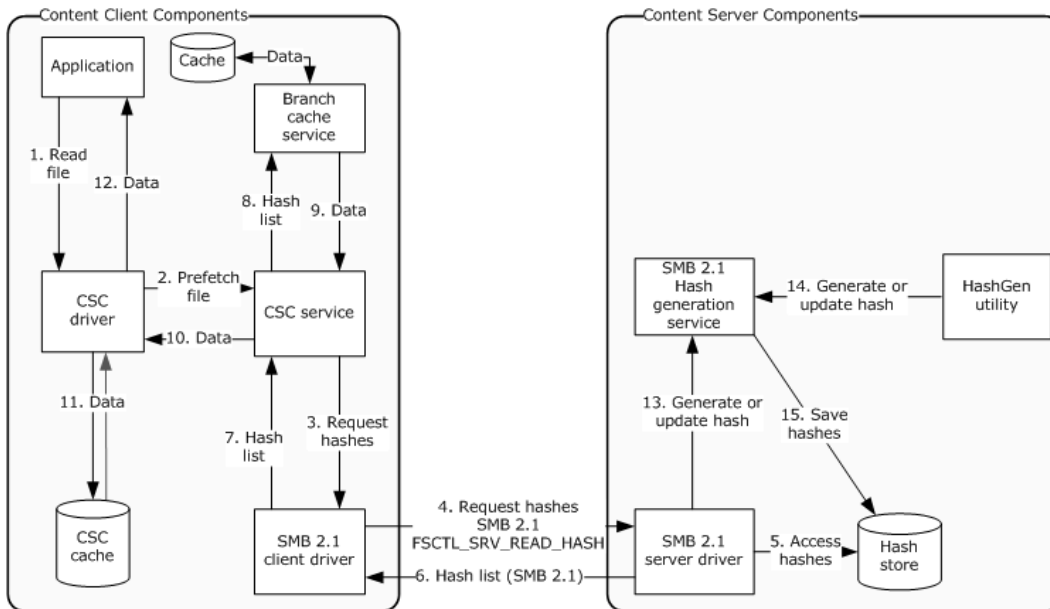 Content Client Components
Content Server Components
Application
Cache
Data
Branch
cache
service
1. Read
file
12. Data
8. Hash
list
9. Data
CSC
driver
2. Prefetch
file
CSC service
10. Data
SMB 2.1
Hash
generation
service
14. Generate or
update hash
HashGen
utility
11. Data
7. Hash
list
3. Request
hashes
13. Generate or
update hash
15. Save
hashes
CSC
cache
SMB 2.1
client driver
4. Request hashes
SMB 2.1
FSCTL_SRV_READ_HASH
6. Hash list (SMB 2.1)
SMB 2.1
server driver
5. Access
hashes
Hash
store